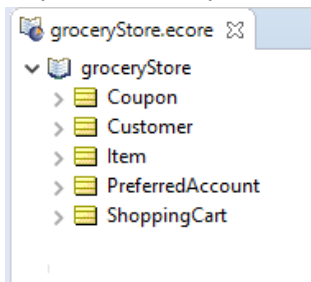 groceryStore.ecore
groceryStore
Coupon
Customer
Item
PreferredAccount
ShoppingCart